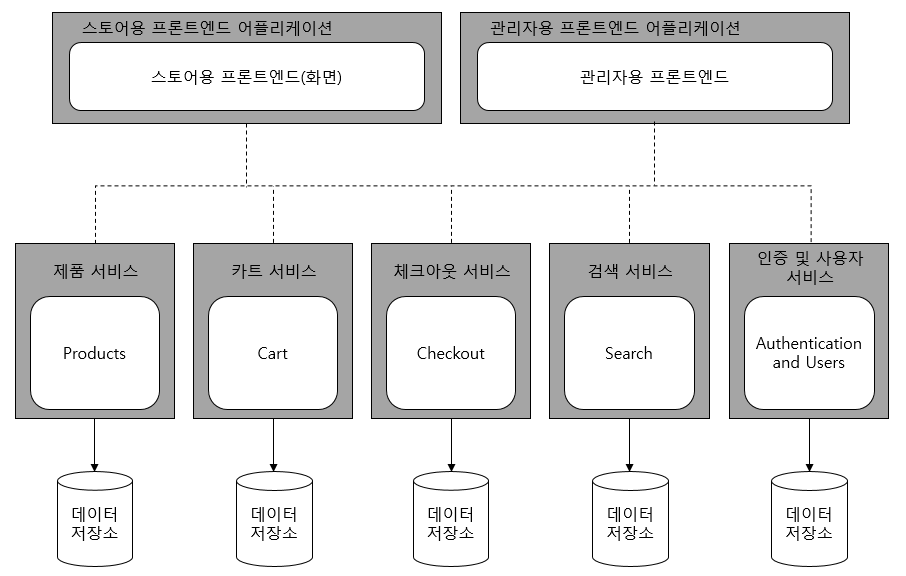 스토어용 프론트엔드 어플리케이션
관리자용 프론트엔드 어플리케이션
스토어용 프론트엔드(화면)
관리자용 프론트엔드
제품 서비스
카트 서비스
체크아웃 서비스
검색 서비스
인증 및 사용자
서비스
Products
Cart
Checkout
Search
Authentication
and Users
데이터
저장소
데이터
저장소
데이터
저장소
데이터
저장소
데이터
저장소